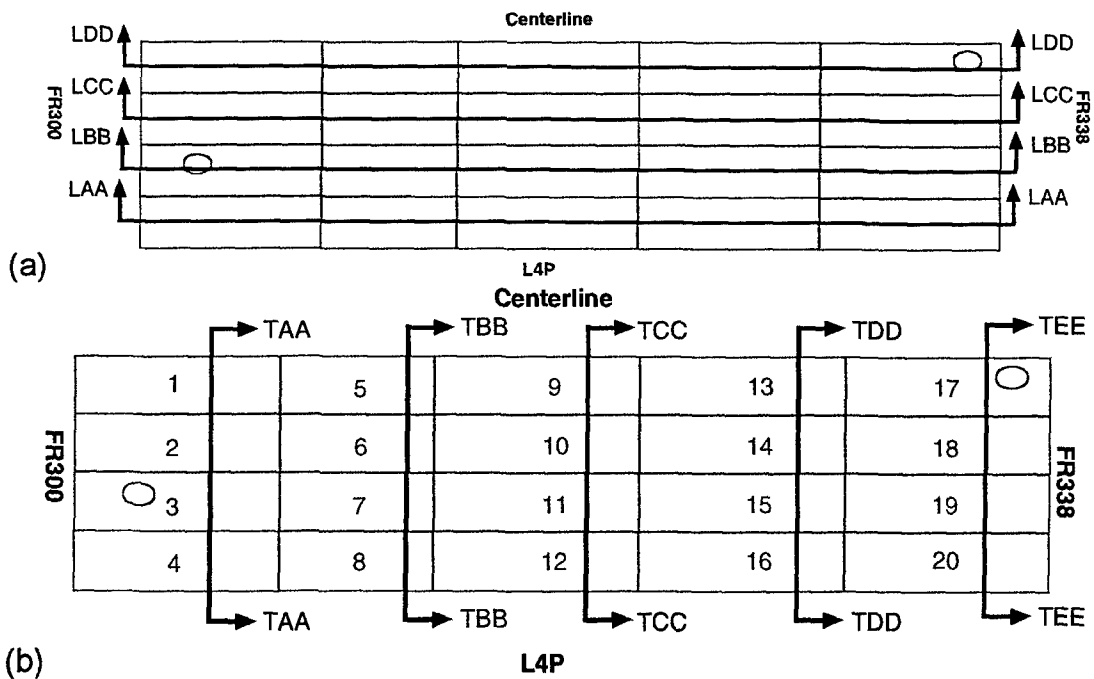 Centerline
LDD LDD
LCC LCC
FR300 FR338
LBB LBB
LAA LAA
(a)
L4P
Centerline
TAA TBB TCC TDD TEE
1 5 9 13 17
2 6 10 14 18
FR300 FR338
3 7 11 15 19
4 8 12 16 20
TAA TBB TCC TDD TEE
(b)
L4P